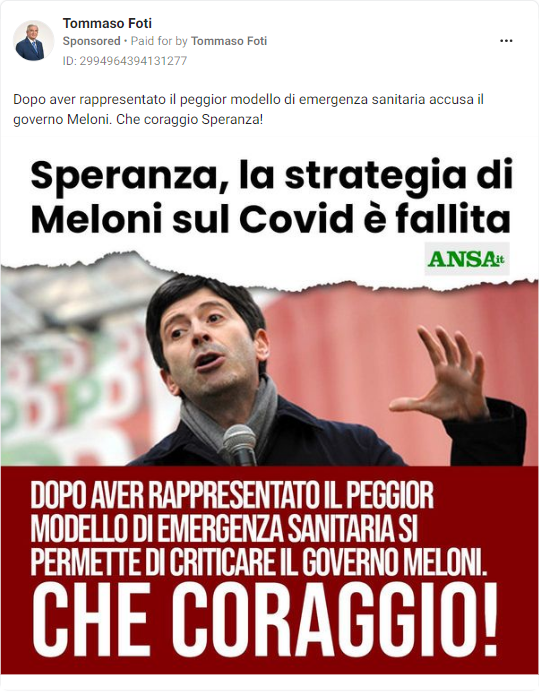 Tommaso Foti
Sponsored • Paid for by Tommaso Foti
ID: 2994964394131277
Dopo aver rappresentato il peggior modello di emergenza sanitaria accusa il
governo Meloni. Che coraggio Speranza!
Speranza, la strategia di
Meloni sul Covid è fallita
ANSA.it
DOPO AVER RAPPRESENTATO IL PEGGIOR
MODELLO DI EMERGENZA SANITARIA SI
PERMETTE DI CRITICARE IL GOVERNO MELONI.
CHE CORAGGIO!